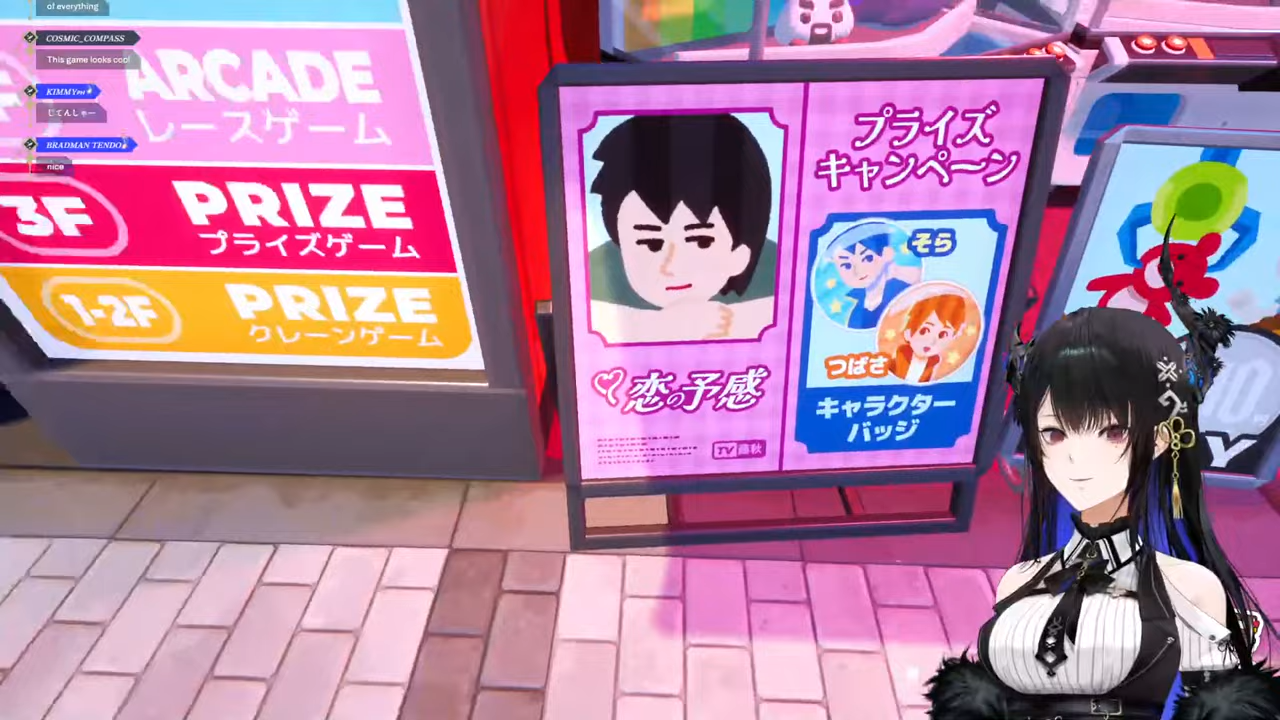 of everything
COSMIC_COMPASS
This game looks cool
KIMMY
じてんしゃー
BRADMAN TENDO
nice
ARCADE
レースゲーム
3F
PRIZE
プライズゲーム
1-2F
PRIZE
クレーンゲーム
恋の予感
TV
プライズ
キャンペーン
そら
つばさ
キャラクター
バッジ